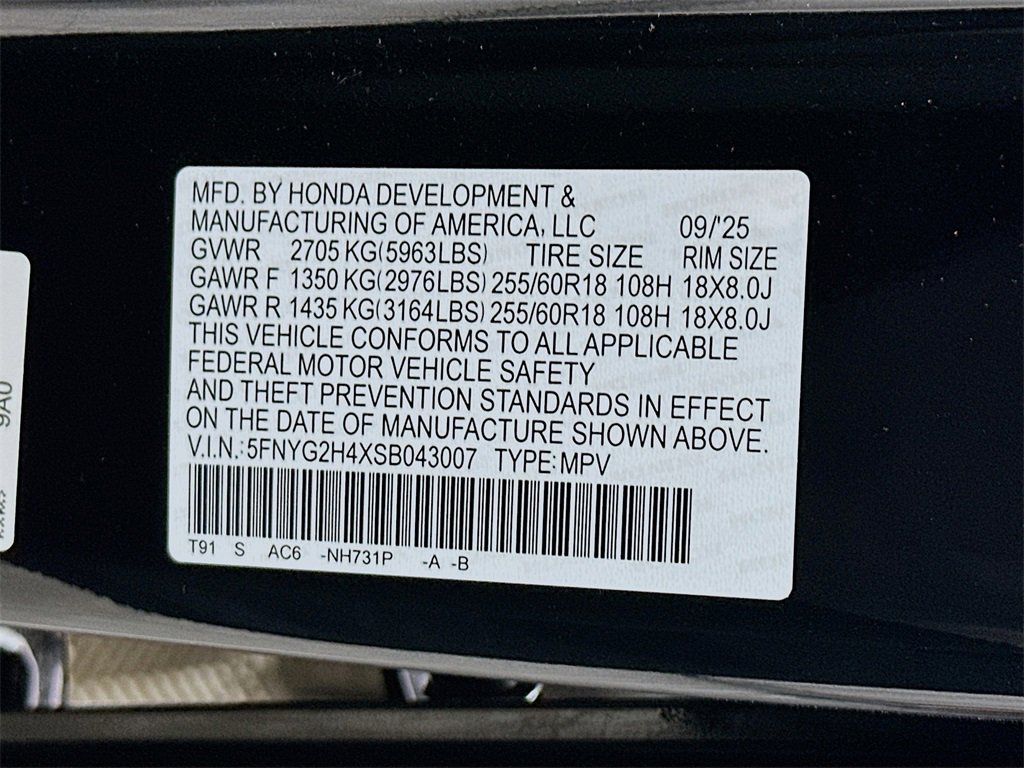 MFD. BY HONDA DEVELOPMENT &
MANUFACTURING OF AMERICA, LLC 09/'25
GVWR 2705 KG(5963LBS) TIRE SIZE RIM SIZE
GAWR F 1350 KG(2976LBS) 255/60R18 108H 18X8.0J
GAWR R 1435 KG(3164LBS) 255/60R18 108H 18X8.0J
THIS VEHICLE CONFORMS TO ALL APPLICABLE
FEDERAL MOTOR VEHICLE SAFETY
AND THEFT PREVENTION STANDARDS IN EFFECT
ON THE DATE OF MANUFACTURE SHOWN ABOVE.
V.I.N.:5FNYG2H4XSB043007 TYPE:MPV
T91 S AC6 -NH731P -A -B
9A0